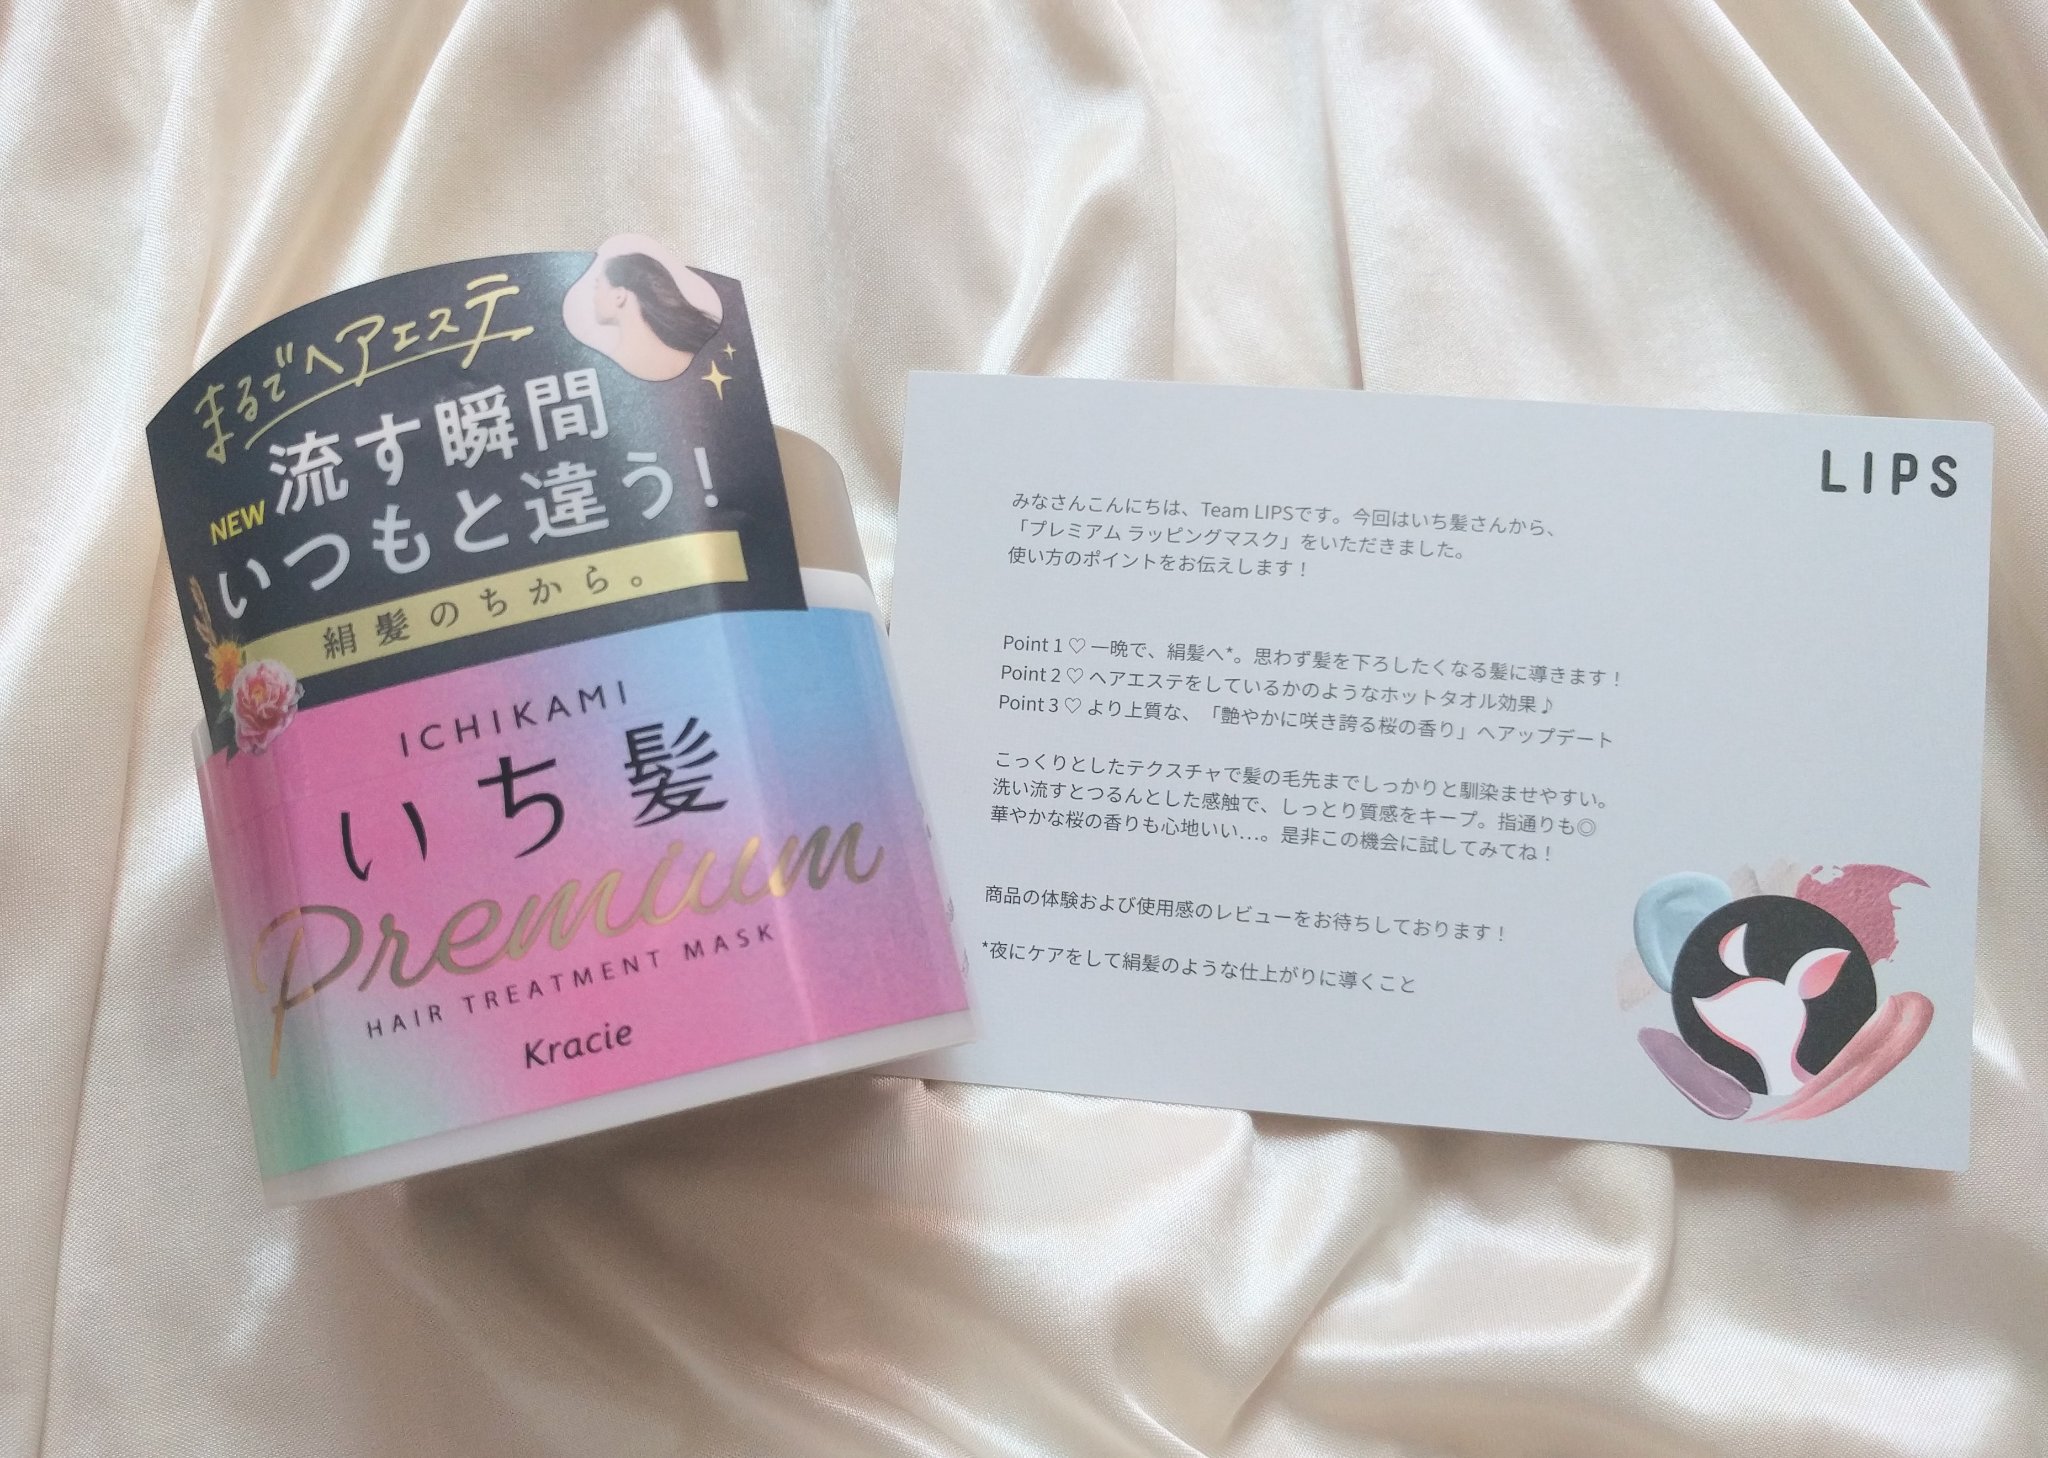 まるでヘアエステ
流す瞬間
NEW
いつもと違う!
絹髪のちから。
ICHIKAMI
いち髪
Premium
HAIR TREATMENT MASK
Kracie
LIPS
みなさんこんにちは、Team LIPSです。今回はいち髪さんから、
「プレミアム ラッピングマスク」をいただきました。
使い方のポイントをお伝えします!
Point 1 ♡ 一晩で、絹髪へ*。思わず髪を下ろしたくなる髪に導きます!
Point 2 ♡ ヘアエステをしているかのようなホットタオル効果♪
Point 3 ♡ より上質な、「艶やかに咲き誇る桜の香り」へアップデート
こっくりとしたテクスチャで髪の毛先までしっかりと馴染ませやすい。
洗い流すとつるんとした感触で、しっとり質感をキープ。指通りも◎
華やかな桜の香りも心地いい…。是非この機会に試してみてね!
商品の体験および使用感のレビューをお待ちしております!
*夜にケアをして絹髪のような仕上がりに導くこと